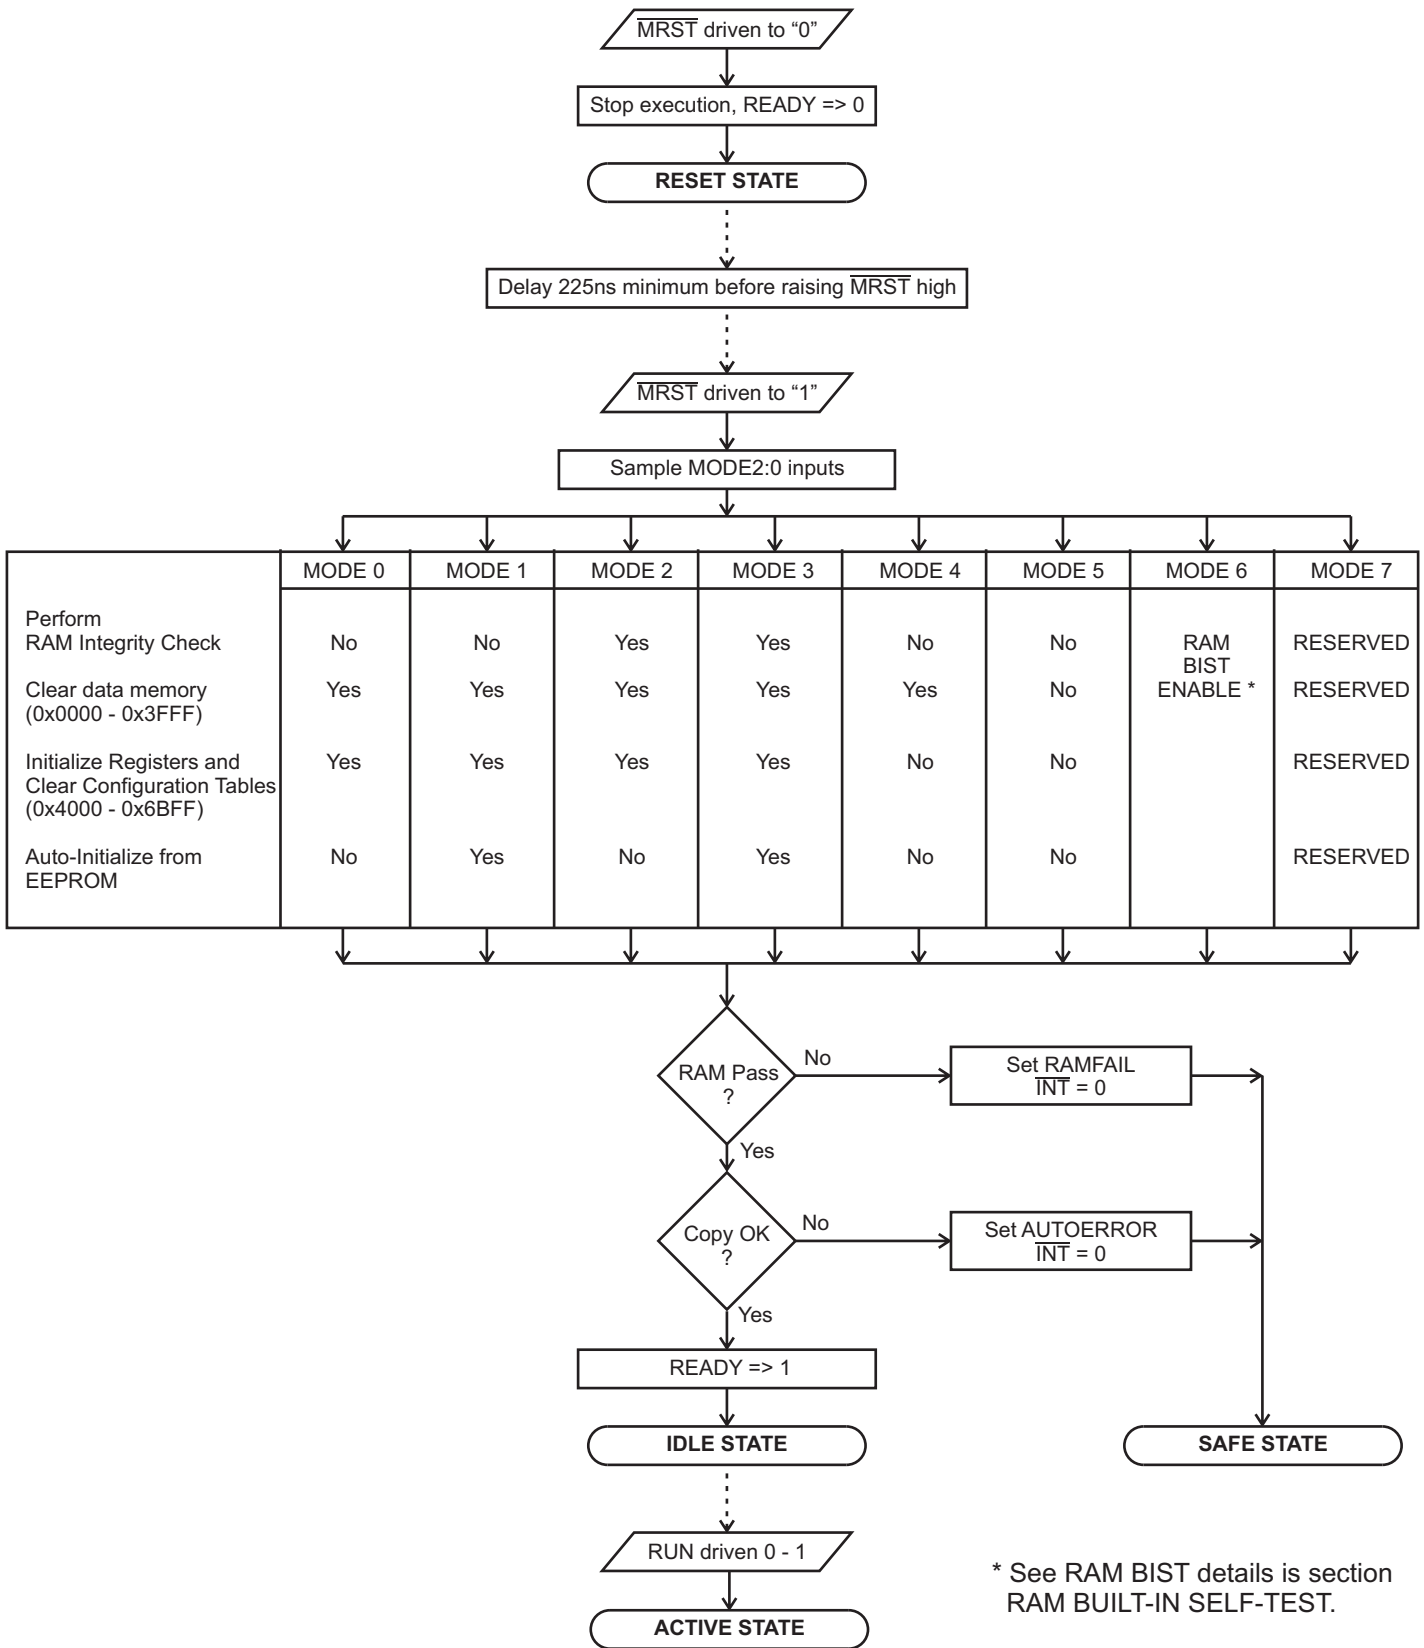 M̅R̅S̅T̅ driven to “0”
Stop execution, READY => 0
RESET STATE
Delay 225ns minimum before raising M̅R̅S̅T̅ high
M̅R̅S̅T̅ driven to “1”
Sample MODE2:0 inputs
MODE 0 MODE 1 MODE 2 MODE 3 MODE 4 MODE 5 MODE 6 MODE 7
Perform
RAM Integrity Check No No Yes Yes No No RAM RESERVED
BIST
Clear data memory Yes Yes Yes Yes Yes No ENABLE * RESERVED
(0x0000 - 0x3FFF)
Initialize Registers and Yes Yes Yes Yes No No RESERVED
Clear Configuration Tables
(0x4000 - 0x6BFF)
Auto-Initialize from No Yes No Yes No No RESERVED
EEPROM
RAM Pass
?
No
Set RAMFAIL
I̅N̅T̅ = 0
Yes
Copy OK
?
No
Set AUTOERROR
I̅N̅T̅ = 0
Yes
READY => 1
IDLE STATE
SAFE STATE
RUN driven 0 - 1
ACTIVE STATE
* See RAM BIST details is section
RAM BUILT-IN SELF-TEST.